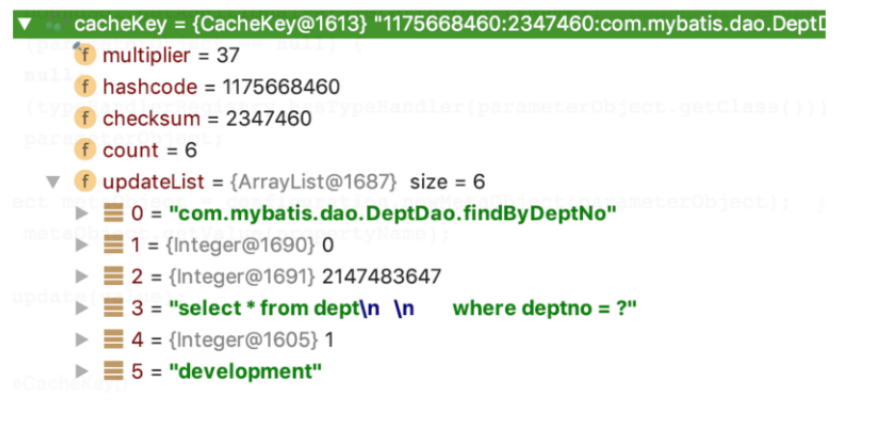 cacheKey = {CacheKey@1613} "1175668460:2347460:com.mybatis.dao.DeptD
f multiplier = 37
f hashcode = 1175668460
f checksum = 2347460
f count = 6
f updateList = {ArrayList@1687} size = 6
0 = "com.mybatis.dao.DeptDao.findByDeptNo"
1 = {Integer@1690} 0
2 = {Integer@1691} 2147483647
3 = "select * from dept\n \n where deptno = ?"
4 = {Integer@1605} 1
5 = "development"